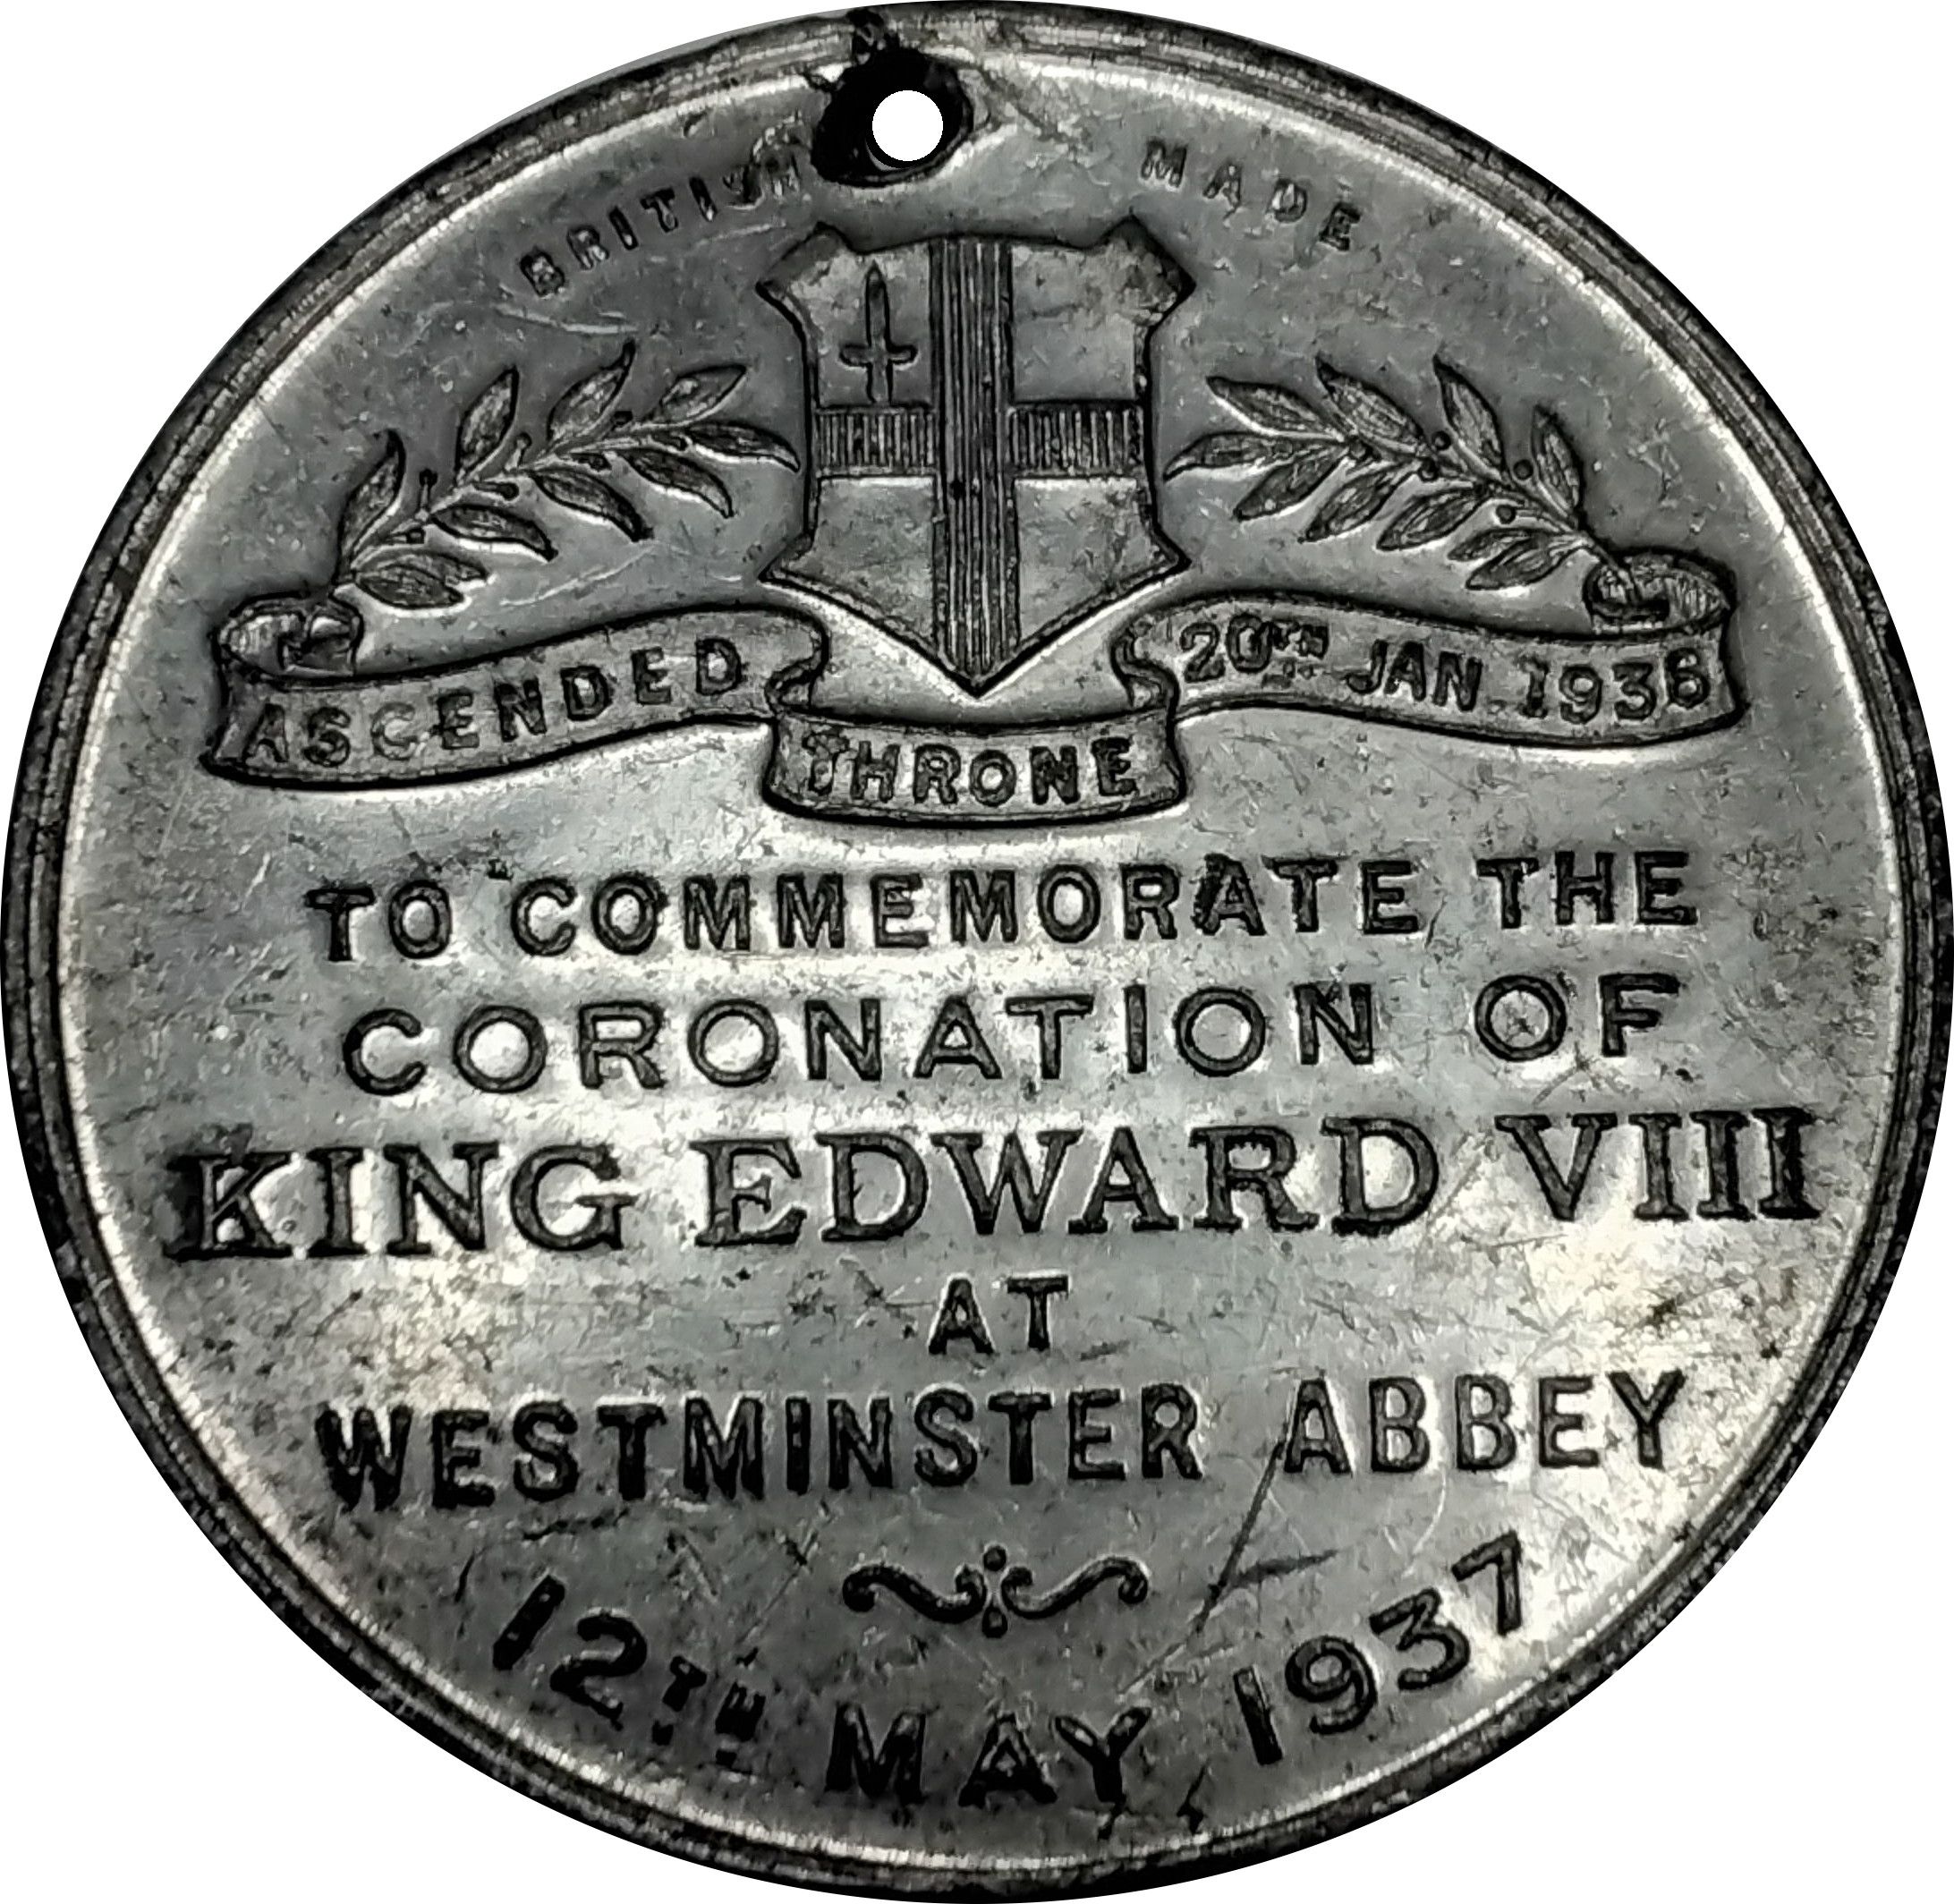 BRITISH MADE
ASCENDED THRONE 20TH JAN 1936
TO COMMEMORATE THE
CORONATION OF
KING EDWARD VIII
AT
WESTMINSTER ABBEY
12TH MAY, 1937